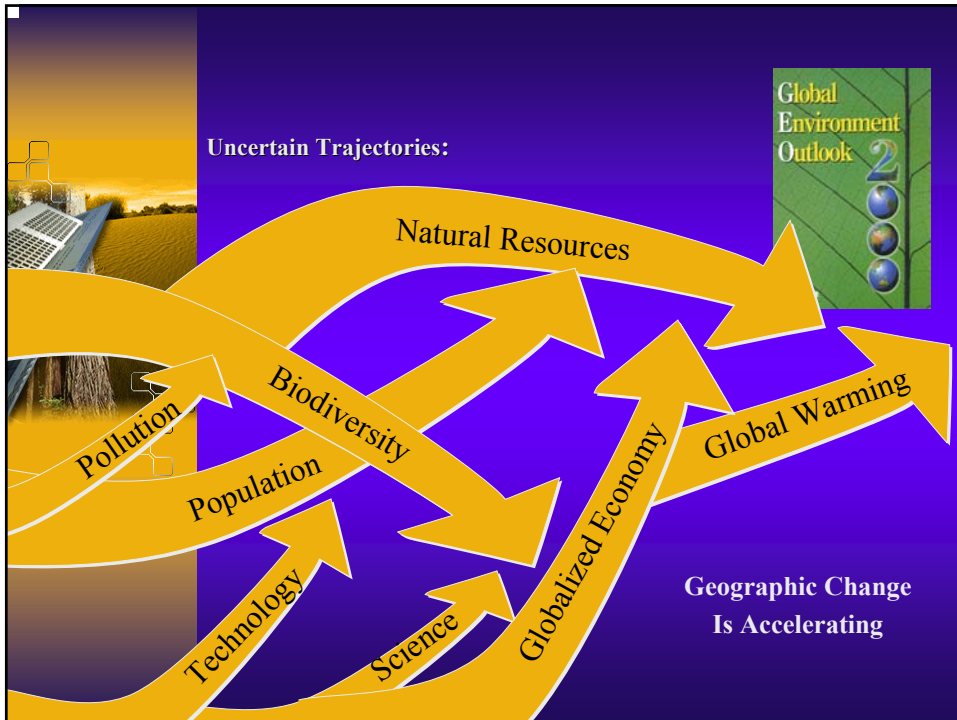 Uncertain Trajectories:
Global
Environment
Outlook 2000
Natural Resources
Biodiversity
Pollution
Population
Global Warming
Globalized Economy
Technology
Science
Geographic Change
Is Accelerating